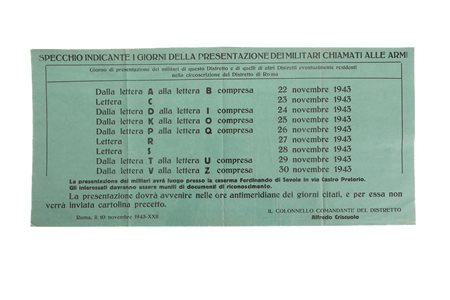 SPECCHIO INDICANTE I GIORNI DELLA PRESENTAZIONE DEI MILITARI CHIAMATI ALLE ARMI
Giorno di presentazione dei militari di questo Distretto e di quelli di altri Distretti eventualmente residenti
nella circoscrizione del Distretto di Roma
Dalla lettera A alla lettera B compresa 22 novembre 1943
Lettera C 23 novembre 1943
Dalla lettera D alla lettera I compresa 24 novembre 1943
Dalla lettera K alla lettera O compresa 25 novembre 1943
Dalla lettera P alla lettera Q compresa 26 novembre 1943
Lettera R 27 novembre 1943
Lettera S 28 novembre 1943
Dalla lettera T alla lettera U compresa 29 novembre 1943
Dalla lettera V alla lettera Z compresa 30 novembre 1943
La presentazione dei militari avrà luogo presso la caserma Ferdinando di Savoia in via Castro Pretorio.
Gli interessati dovranno essere muniti di documenti di riconoscimento.
La presentazione dovrà avvenire nelle ore antimeridiane dei giorni citati, e per essa non
verrà inviata cartolina precetto.
Roma, li 10 novembre 1943-XXII
IL COLONNELLO COMANDANTE DEL DISTRETTO
Alfredo Criscuolo